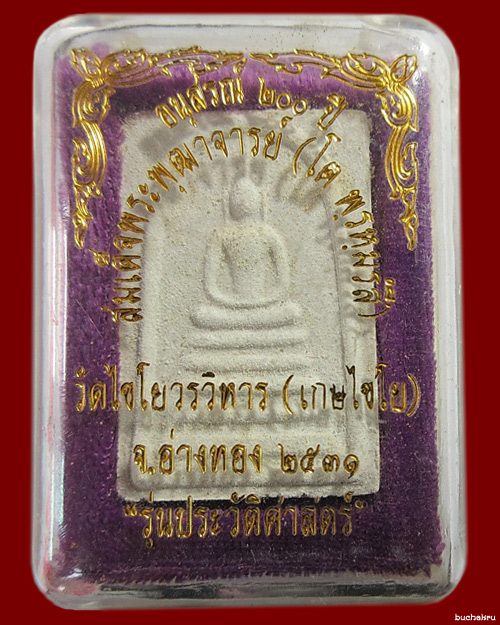 อนุสรณ์ ๒๐๐ ปี
สมเด็จพระพุฒาจารย์ (โต พรหฺมรํสี)
วัดไชโยวรวิหาร (เกษไชโย)
จ.อ่างทอง ๒๕๓๑
"รุ่นประวัติศาสตร์"
buchakru